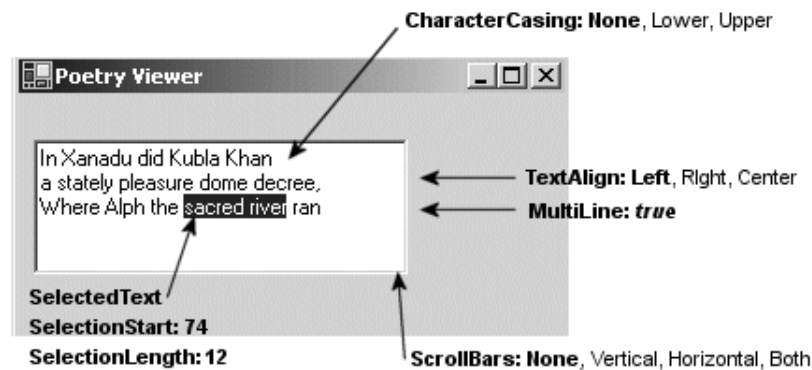 CharacterCasing: None, Lower, Upper
Poetry Viewer
In Xanadu did Kubla Khan
a stately pleasure dome decree,
Where Alph the sacred river ran
TextAlign: Left, RIght, Center
MultiLine: true
SelectedText
SelectionStart: 74
SelectionLength: 12
ScrollBars: None, Vertical, Horizontal, Both